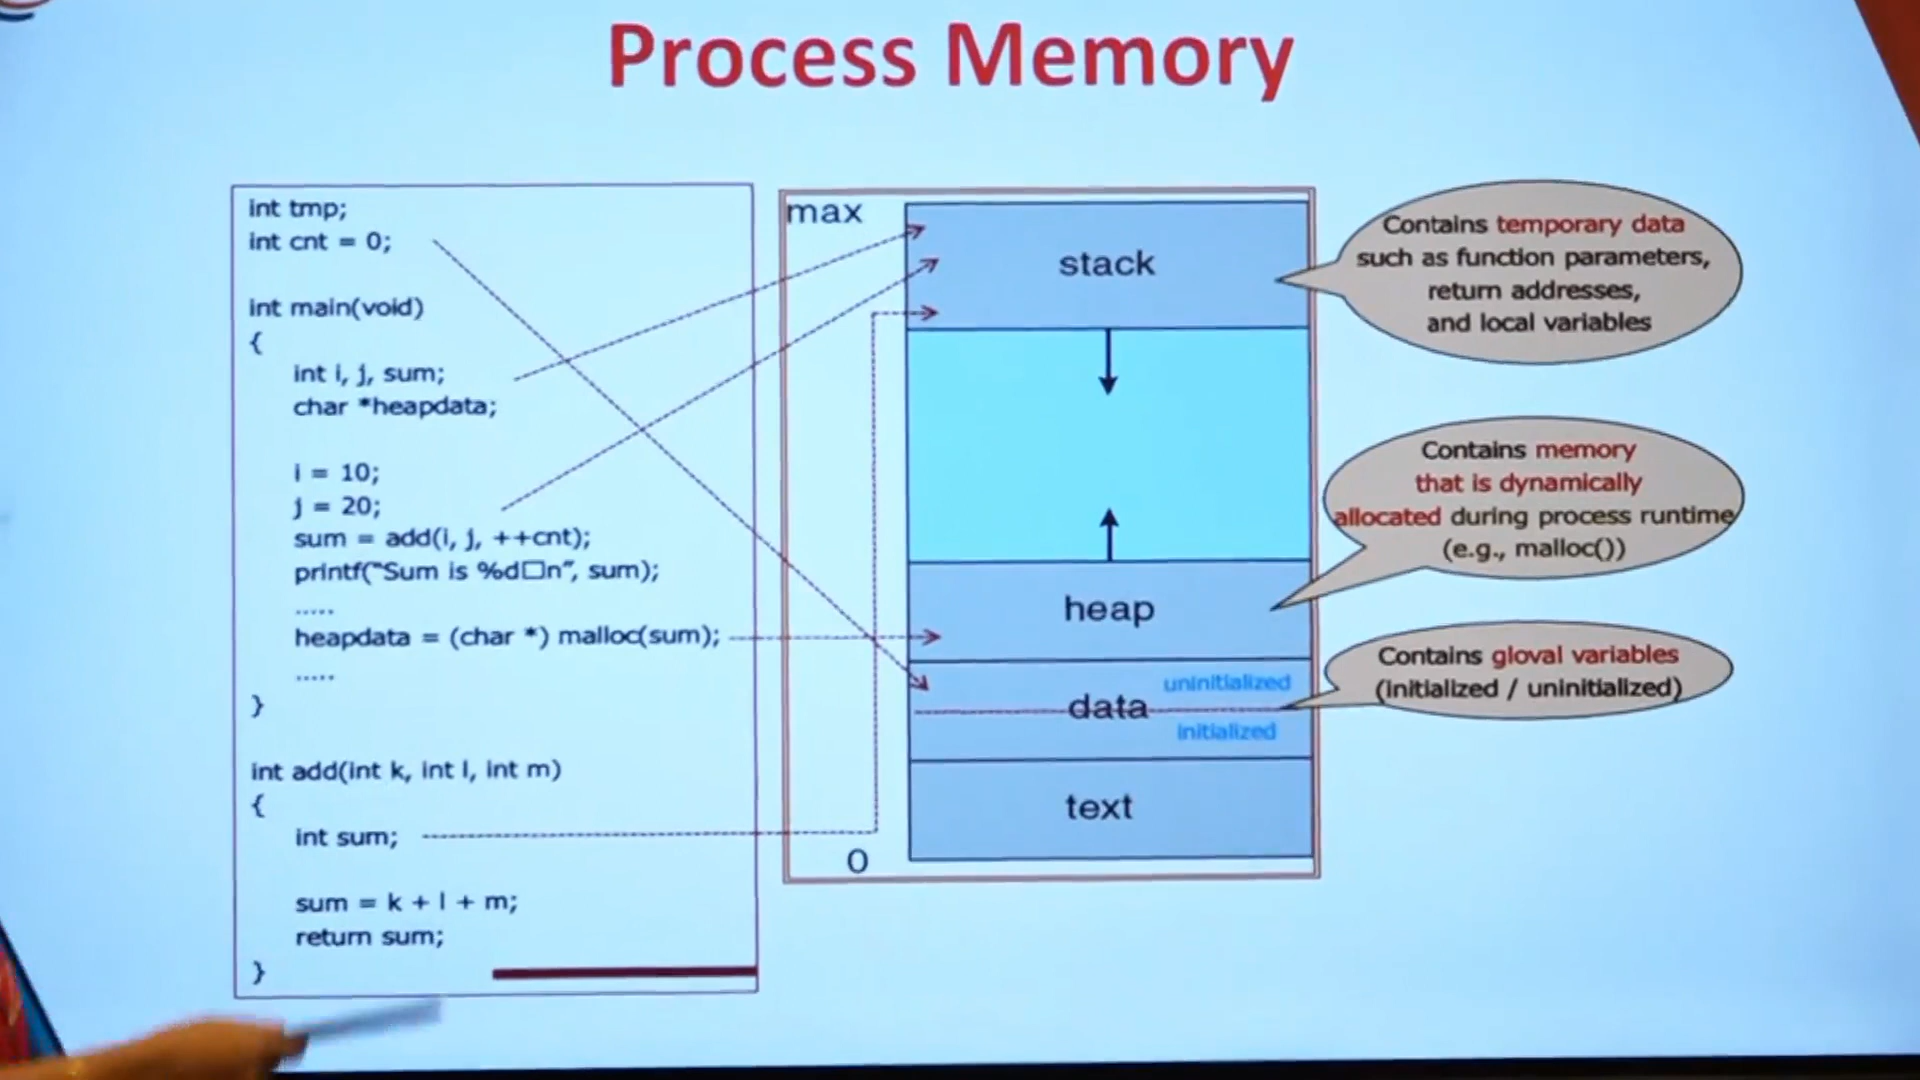 Process Memory
int tmp;
int cnt = 0;
int main(void)
{
int i, j, sum;
char *heapdata;
i = 10;
j = 20;
sum = add(i, j, ++cnt);
printf("Sum is %d□n", sum);
.....
heapdata = (char *) malloc(sum);
.....
}
int add(int k, int l, int m)
{
int sum;
sum = k + l + m;
return sum;
}
max
stack
heap
uninitialized
data
initialized
text
0
Contains temporary data
such as function parameters,
return addresses,
and local variables
Contains memory
that is dynamically
allocated during process runtime
(e.g., malloc())
Contains gloval variables
(initialized / uninitialized)